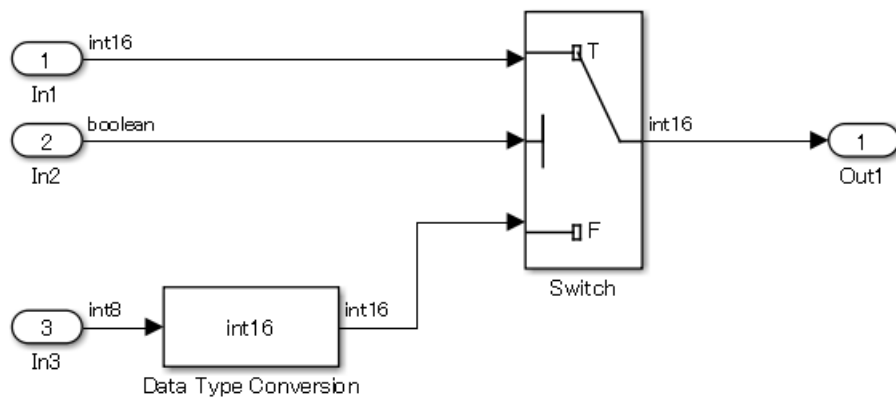 int16
1
In1
T
boolean
2
In2
int16
1
Out1
F
Switch
int8
3
In3
int16
int16
Data Type Conversion